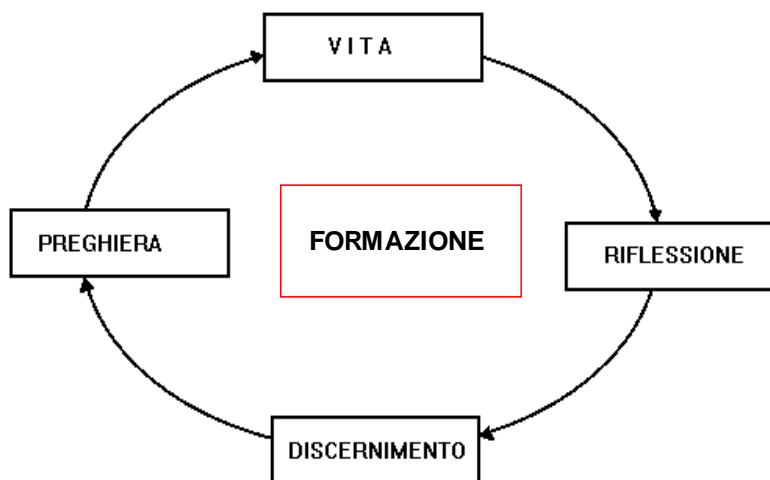 VITA
PREGHIERA
FORMAZIONE
RIFLESSIONE
DISCERNIMENTO